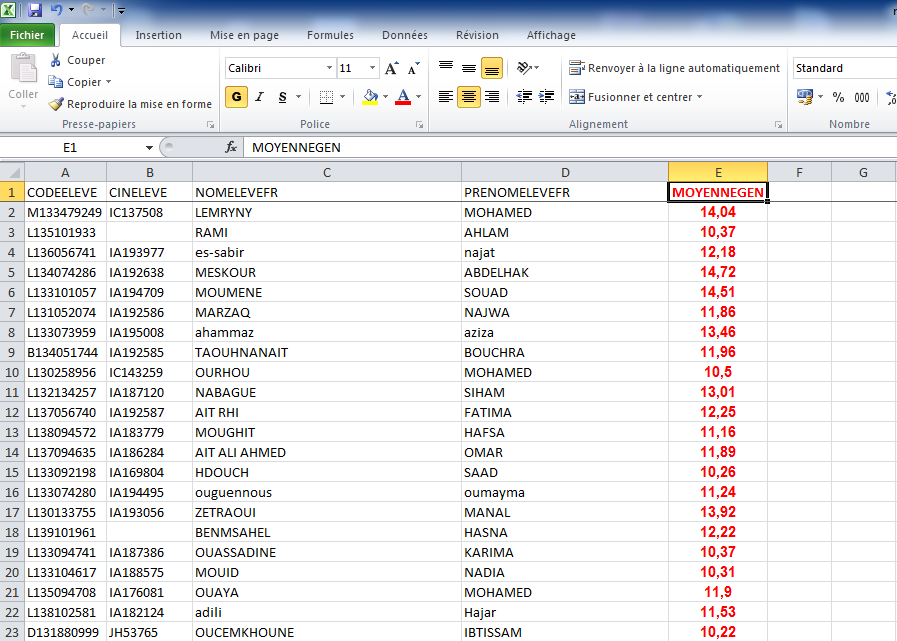 Fichier Accueil Insertion Mise en page Formules Données Révision Affichage
Coller
Couper
Copier
Reproduire la mise en forme
Presse-papiers
Calibri 11 A A
G I S A
Police
Renvoyer à la ligne automatiquement
Fusionner et centrer
Alignement
Standard
% 000
Nombre
E1 fx MOYENNEGEN
A B C D E F G
1 CODEELEVE CINELEVE NOMELEVEFR PRENOMELEVEFR MOYENNEGEN
2 M133479249 IC137508 LEMRYNY MOHAMED 14,04
3 L135101933 RAMI AHLAM 10,37
4 L136056741 IA193977 es-sabir najat 12,18
5 L134074286 IA192638 MESKOUR ABDELHAK 14,72
6 L133101057 IA194709 MOUMENE SOUAD 14,51
7 L131052074 IA192586 MARZAQ NAJWA 11,86
8 L133073959 IA195008 ahammaz aziza 13,46
9 B134051744 IA192585 TAOUHNANAIT BOUCHRA 11,96
10 L130258956 IC143259 OURHOU MOHAMED 10,5
11 L132134257 IA187120 NABAGUE SIHAM 13,01
12 L137056740 IA192587 AIT RHI FATIMA 12,25
13 L138094572 IA183779 MOUGHIT HAFSA 11,16
14 L137094635 IA186284 AIT ALI AHMED OMAR 11,89
15 L133092198 IA169804 HDOUCH SAAD 10,26
16 L133074280 IA194495 ouguennous oumayma 11,24
17 L130133755 IA193056 ZETRAOUI MANAL 13,92
18 L139101961 BENMSAHEL HASNA 12,22
19 L133094741 IA187386 OUASSADINE KARIMA 10,37
20 L133104617 IA188575 MOUID NADIA 10,31
21 L135094708 IA176081 OUAYA MOHAMED 11,9
22 L138102581 IA182124 adili Hajar 11,53
23 D131880999 JH53765 OUCEMKHOUNE IBTISSAM 10,22